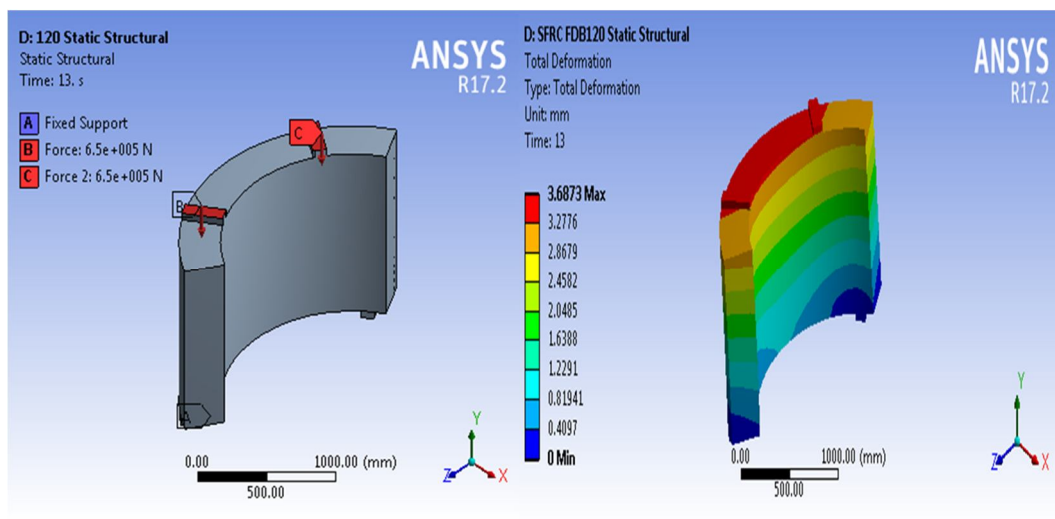 D: 120 Static Structural
Static Structural
Time: 13. s
A Fixed Support
B Force: 6.5e+005 N
C Force 2: 6.5e+005 N
ANSYS
R17.2
C
B
A
0.00
1000.00 (mm)
500.00
Y
Z
X
D: SFRC FDB120 Static Structural
Total Deformation
Type: Total Deformation
Unit: mm
Time: 13
ANSYS
R17.2
3.6873 Max
3.2776
2.8679
2.4582
2.0485
1.6388
1.2291
0.81941
0.4097
0 Min
0.00
1000.00 (mm)
500.00
Y
Z
X